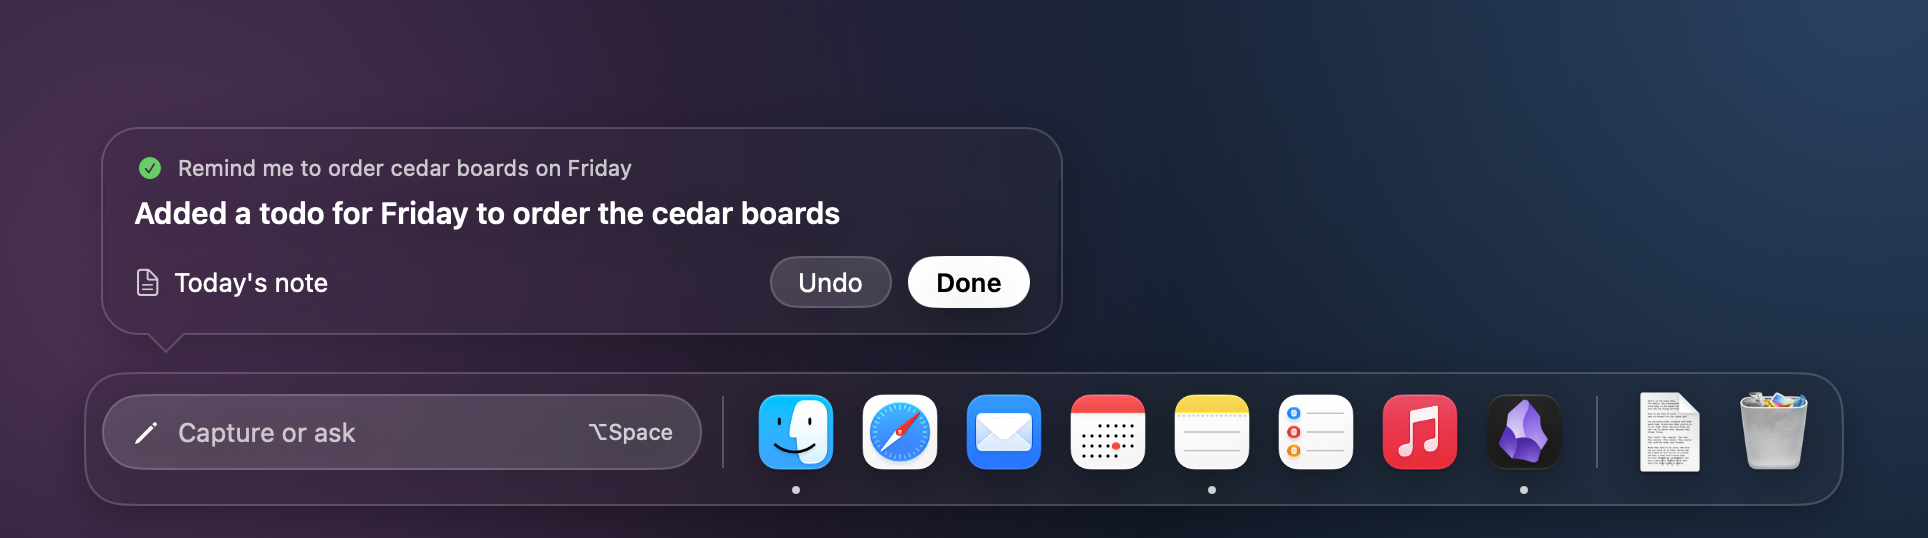 Remind me to order cedar boards on Friday
Added a todo for Friday to order the cedar boards
Today's note
Undo
Done
Capture or ask
⌥Space